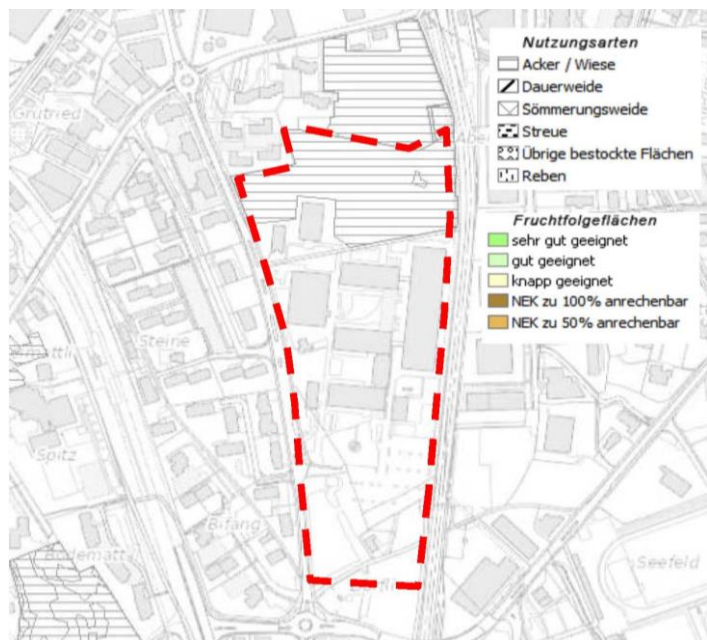 Nutzungsarten
Acker / Wiese
Dauerweide
Sömmerungsweide
Streue
Übrige bestockte Flächen
Reben
Fruchtfolgeflächen
sehr gut geeignet
gut geeignet
knapp geeignet
NEK zu 100% anrechenbar
NEK zu 50% anrechenbar
Grütried
Steine
Spitz
Bifang
Seefeld